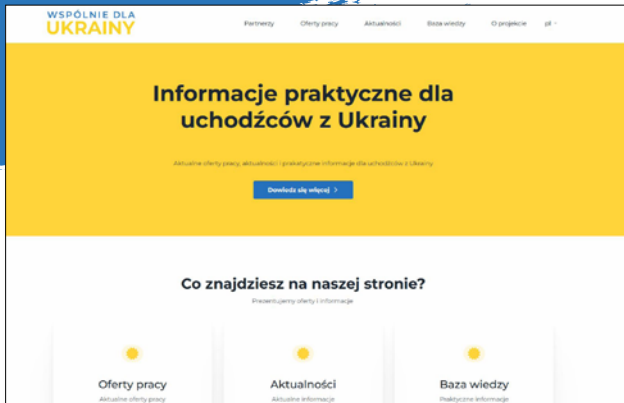 WSPÓLNIE DLA
UKRAINY
Partnerzy Oferty pracy Aktualności Baza wiedzy O projekcie pl
Informacje praktyczne dla
uchodźców z Ukrainy
Aktualne oferty pracy, aktualności i prakatyczne informacje dla uchodźców z Ukrainy
Dowiedz się więcej >
Co znajdziesz na naszej stronie?
Prezentujemy oferty i informacje
Oferty pracy Aktualności Baza wiedzy
Aktualne oferty pracy Aktualne informacje Praktyczne informacje